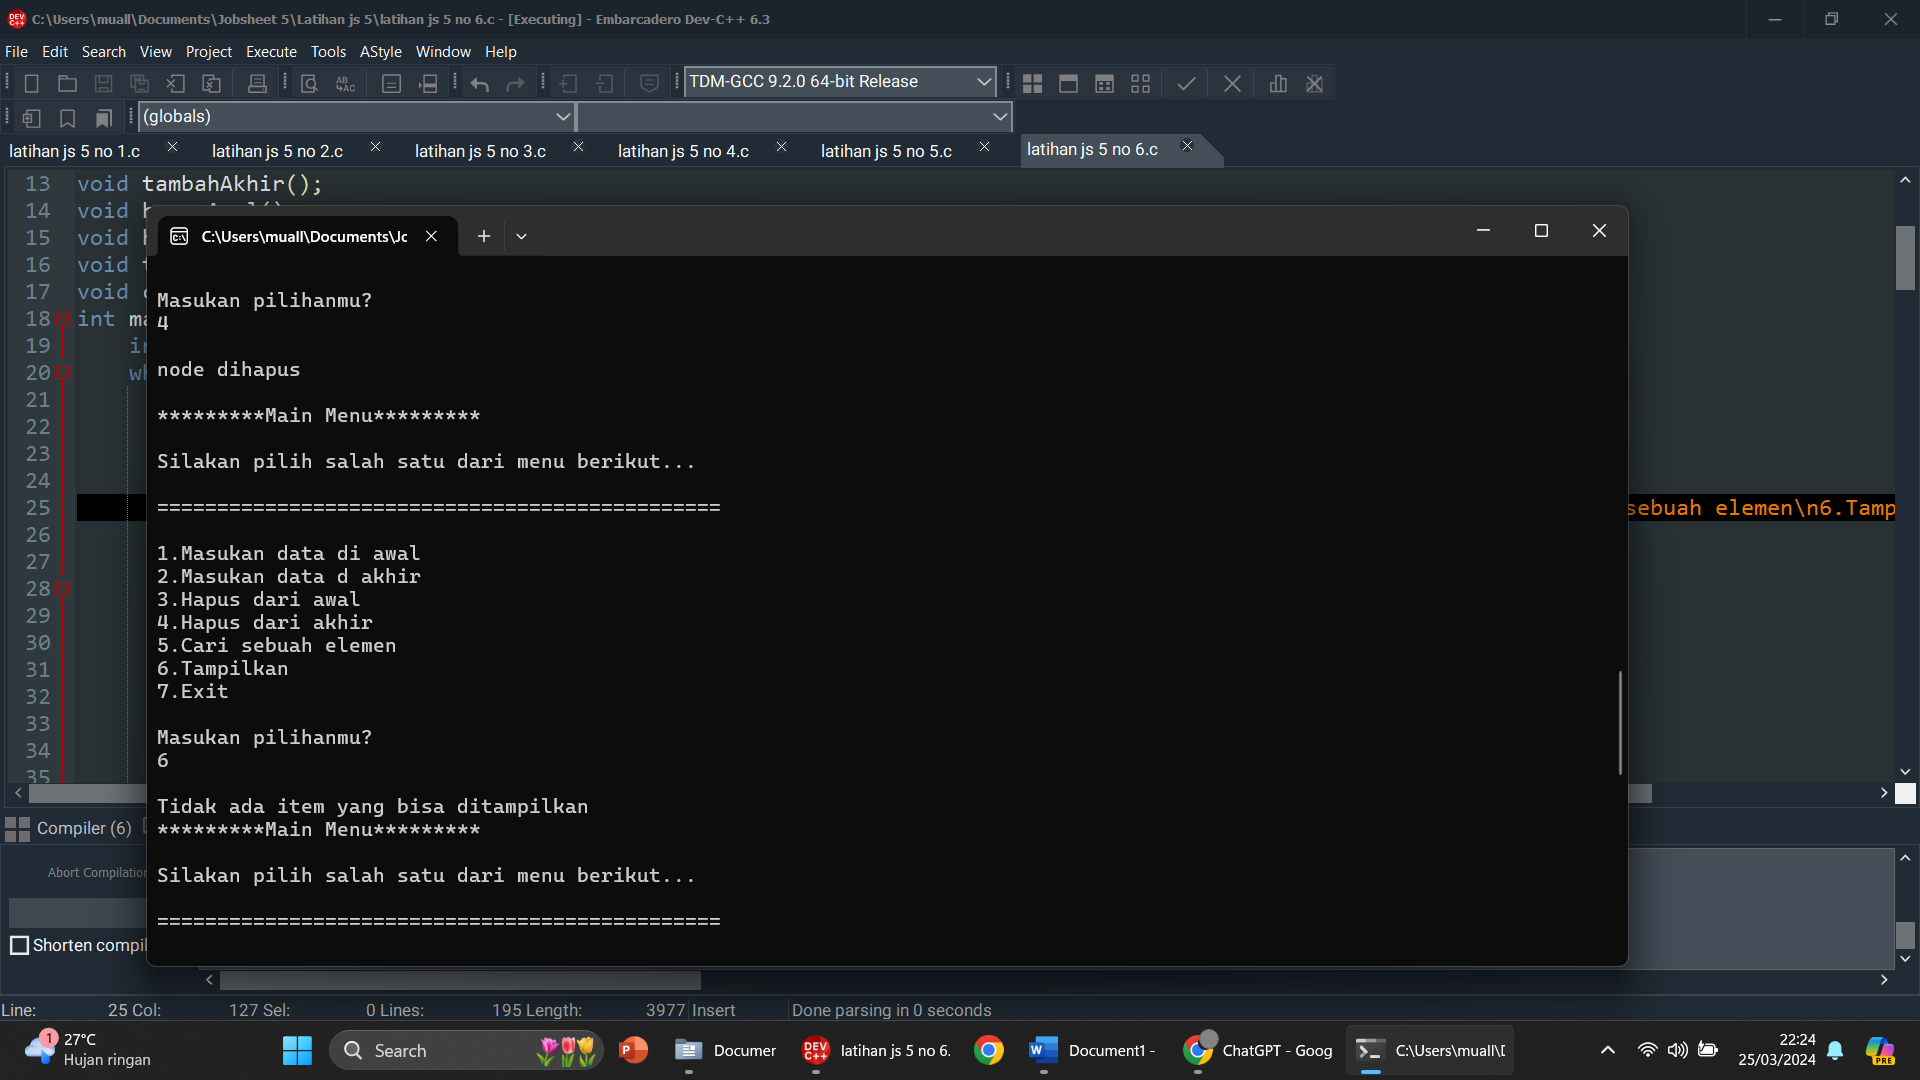 C:\Users\muall\Documents\Jobsheet 5\Latihan js 5\latihan js 5 no 6.c - [Executing] - Embarcadero Dev-C++ 6.3
File Edit Search View Project Execute Tools AStyle Window Help
TDM-GCC 9.2.0 64-bit Release
(globals)
latihan js 5 no 1.c latihan js 5 no 2.c latihan js 5 no 3.c latihan js 5 no 4.c latihan js 5 no 5.c latihan js 5 no 6.c
13 void tambahAkhir();
14 void
15 void
16 void
17 void
18 int
19
20
21
22
23
24
25 sebuah elemen\n6.Tamp
26
27
28
29
30
31
32
33
34
35
C:\Users\muall\Documents\Jc
Masukan pilihanmu?
4
node dihapus
*********Main Menu*********
Silakan pilih salah satu dari menu berikut...
===============================================
1.Masukan data di awal
2.Masukan data d akhir
3.Hapus dari awal
4.Hapus dari akhir
5.Cari sebuah elemen
6.Tampilkan
7.Exit
Masukan pilihanmu?
6
Tidak ada item yang bisa ditampilkan
*********Main Menu*********
Silakan pilih salah satu dari menu berikut...
===============================================
Compiler (6)
Abort Compilation
Shorten compil
Line: 25 Col: 127 Sel: 0 Lines: 195 Length: 3977 Insert Done parsing in 0 seconds
1 27°C
Hujan ringan
Search
Documer
latihan js 5 no 6.
Document1 -
ChatGPT - Goog
C:\Users\muall\[
22:24
25/03/2024
PRE